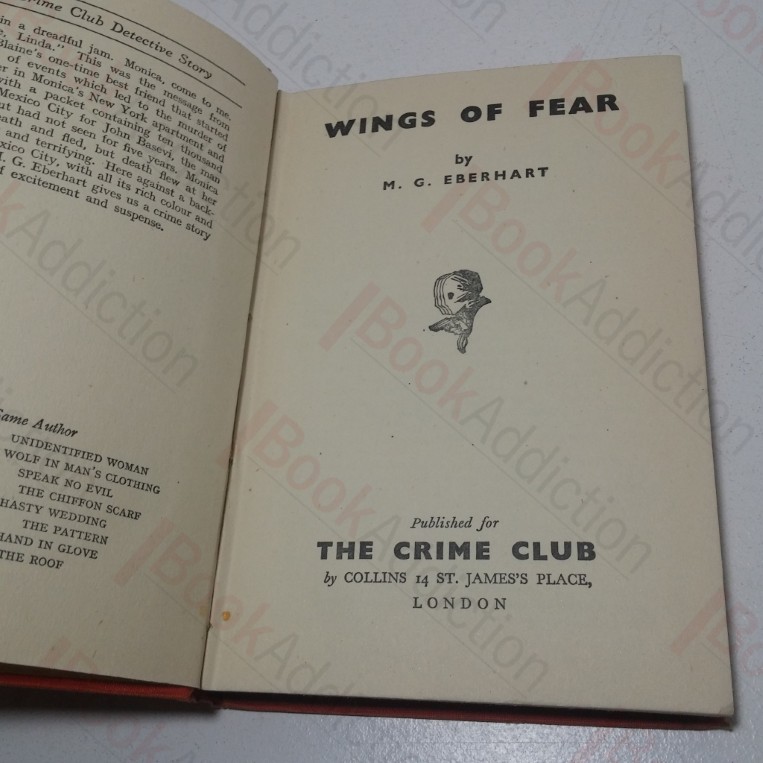 Crime Club Detective Story
in a dreadful jam. Monica, come to me.
Linda." This was the message from
Blaine's one-time best friend that started
of events which led to the murder of
in Monica's New York apartment and
with a packet containing ten thousand
Mexico City for John Basevi, the man
but had not seen for five years. Monica
and fled, but death flew at her
and terrifying. Here against a back-
Mexico City, with all its rich colour and
M. G. Eberhart gives us a crime story
of excitement and suspense.
Same Author
UNIDENTIFIED WOMAN
WOLF IN MAN'S CLOTHING
SPEAK NO EVIL
THE CHIFFON SCARF
HASTY WEDDING
THE PATTERN
HAND IN GLOVE
THE ROOF
WINGS OF FEAR
by
M. G. EBERHART
Published for
THE CRIME CLUB
by COLLINS 14 ST. JAMES'S PLACE,
LONDON
BookAddiction